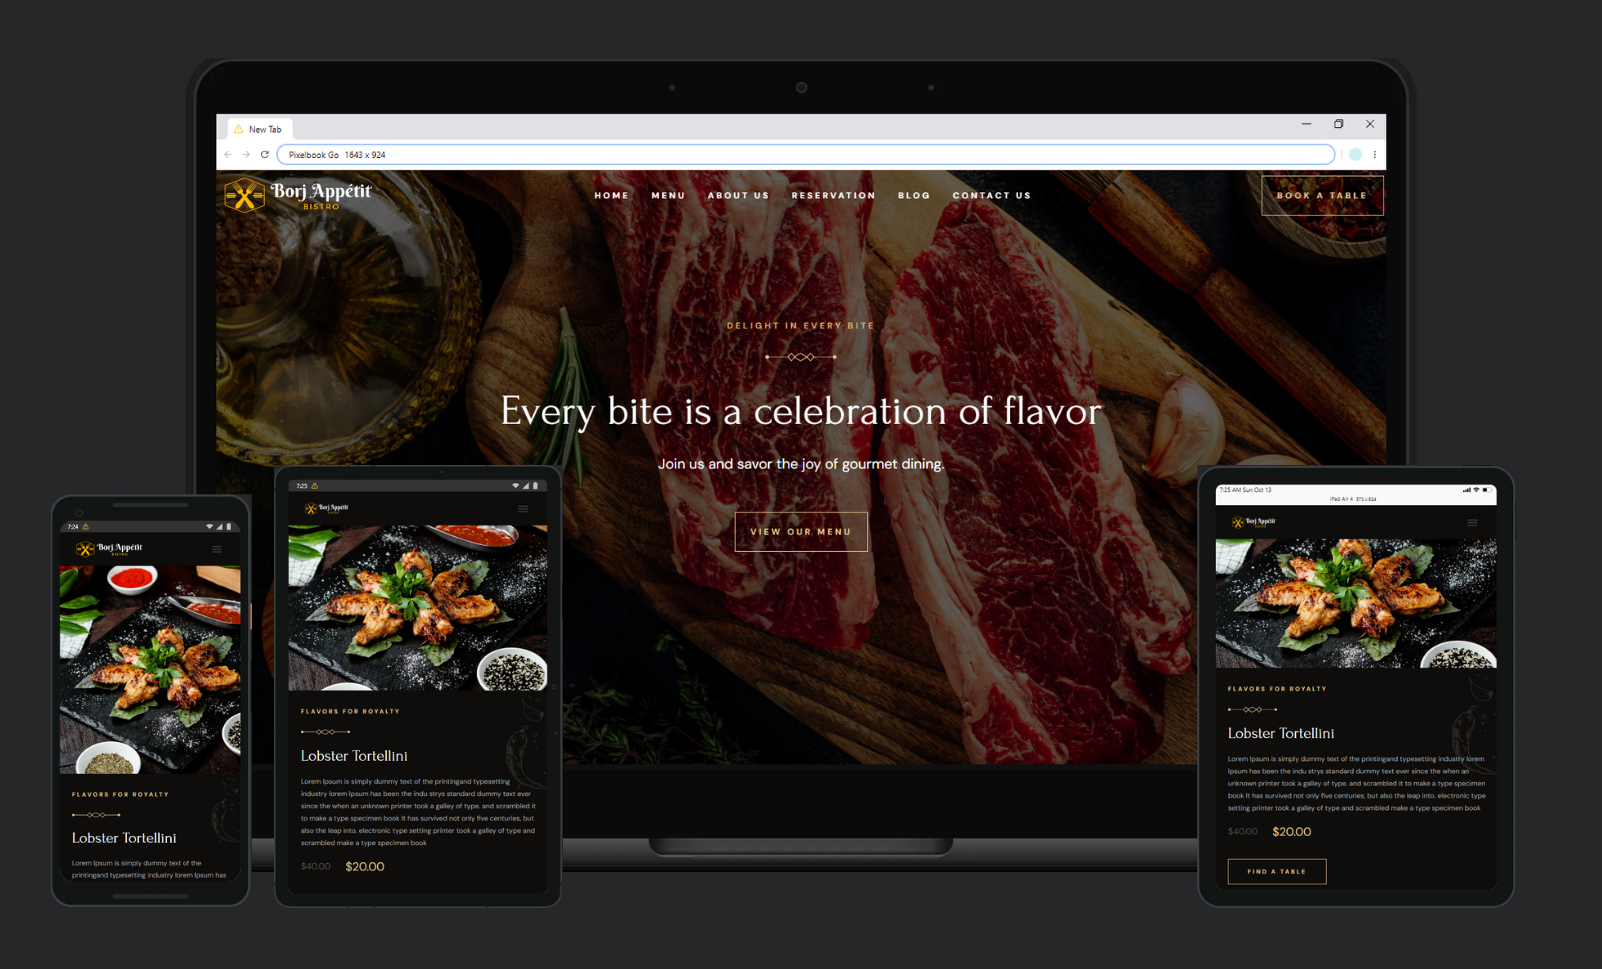 New Tab
Pixelbook Go 1643 x 924
Borj Appétit
BISTRO
HOME MENU ABOUT US RESERVATION BLOG CONTACT US
BOOK A TABLE
DELIGHT IN EVERY BITE
Every bite is a celebration of flavor
Join us and savor the joy of gourmet dining.
VIEW OUR MENU
7:24
Borj Appétit
BISTRO
FLAVORS FOR ROYALTY
Lobster Tortellini
Lorem Ipsum is simply dummy text of the
printingand typesetting industry lorem Ipsum has
7:25
Borj Appétit
BISTRO
FLAVORS FOR ROYALTY
Lobster Tortellini
Lorem Ipsum is simply dummy text of the printingand typesetting
industry lorem Ipsum has been the indu strys standard dummy text ever
since the when an unknown printer took a galley of type. and scrambled it
to make a type specimen book It has survived not only five centuries, but
also the leap into. electronic type setting printer took a galley of type and
scrambled make a type specimen book
$40.00 $20.00
7:25 AM Sun Oct 13
iPad Air 4 573 x 824
Borj Appétit
BISTRO
FLAVORS FOR ROYALTY
Lobster Tortellini
Lorem Ipsum is simply dummy text of the printingand typesetting industry lorem
Ipsum has been the indu strys standard dummy text ever since the when an
unknown printer took a galley of type. and scrambled it to make a type specimen
book It has survived not only five centuries, but also the leap into. electronic type
setting printer took a galley of type and scrambled make a type specimen book
$40.00 $20.00
FIND A TABLE